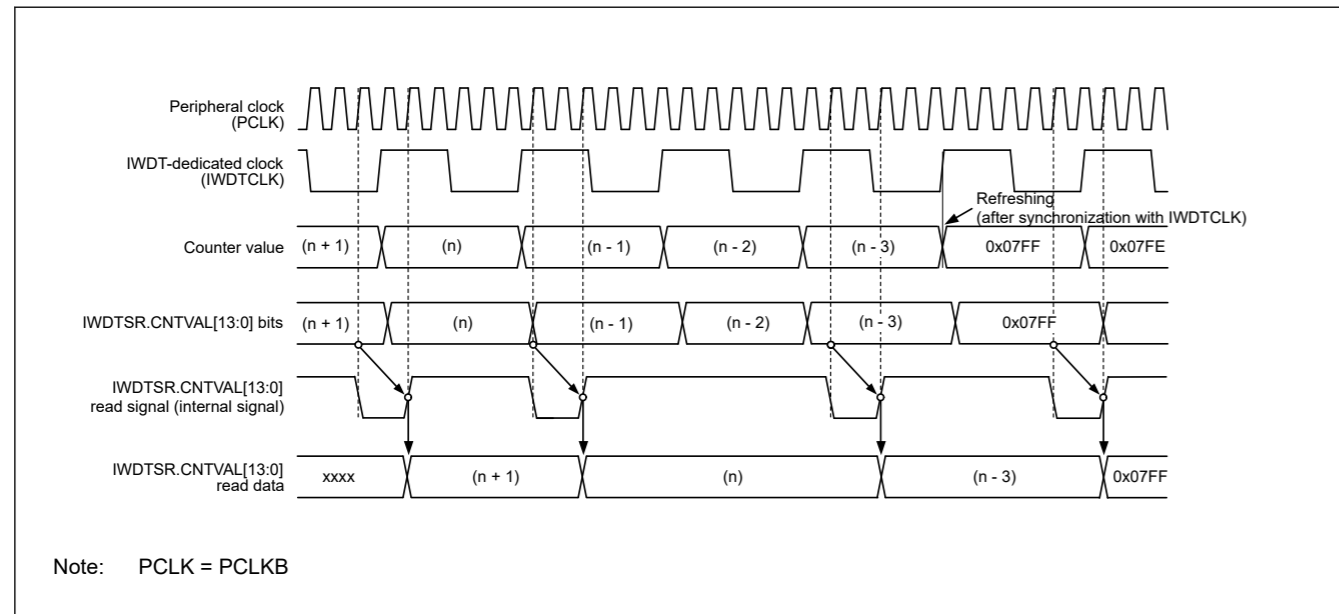 Peripheral clock
(PCLK)
IWDT-dedicated clock
(IWDTCLK)
Refreshing
(after synchronization with IWDTCLK)
Counter value (n + 1) (n) (n - 1) (n - 2) (n - 3) 0x07FF 0x07FE
IWDTSR.CNTVAL[13:0] bits (n + 1) (n) (n - 1) (n - 2) (n - 3) 0x07FF
IWDTSR.CNTVAL[13:0]
read signal (internal signal)
IWDTSR.CNTVAL[13:0]
read data
xxxx (n + 1) (n) (n - 3) 0x07FF
Note: PCLK = PCLKB